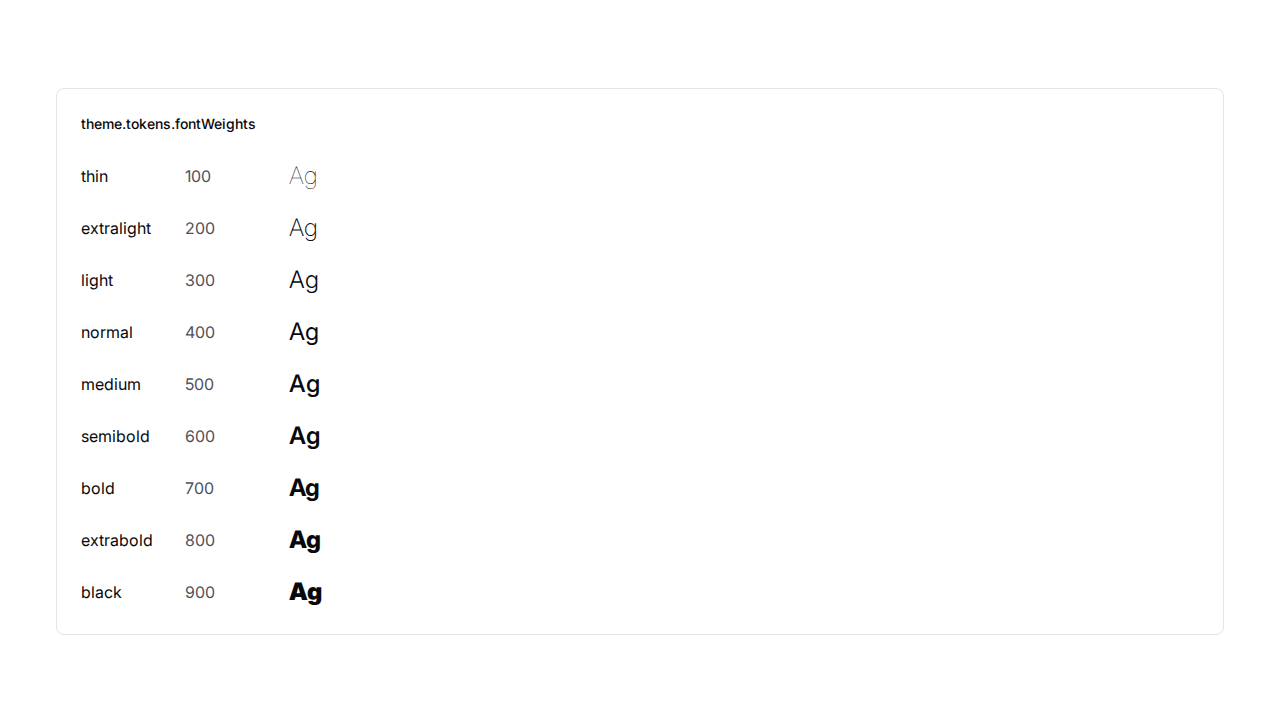 theme.tokens.fontWeights
thin 100 Ag
extralight 200 Ag
light 300 Ag
normal 400 Ag
medium 500 Ag
semibold 600 Ag
bold 700 Ag
extrabold 800 Ag
black 900 Ag